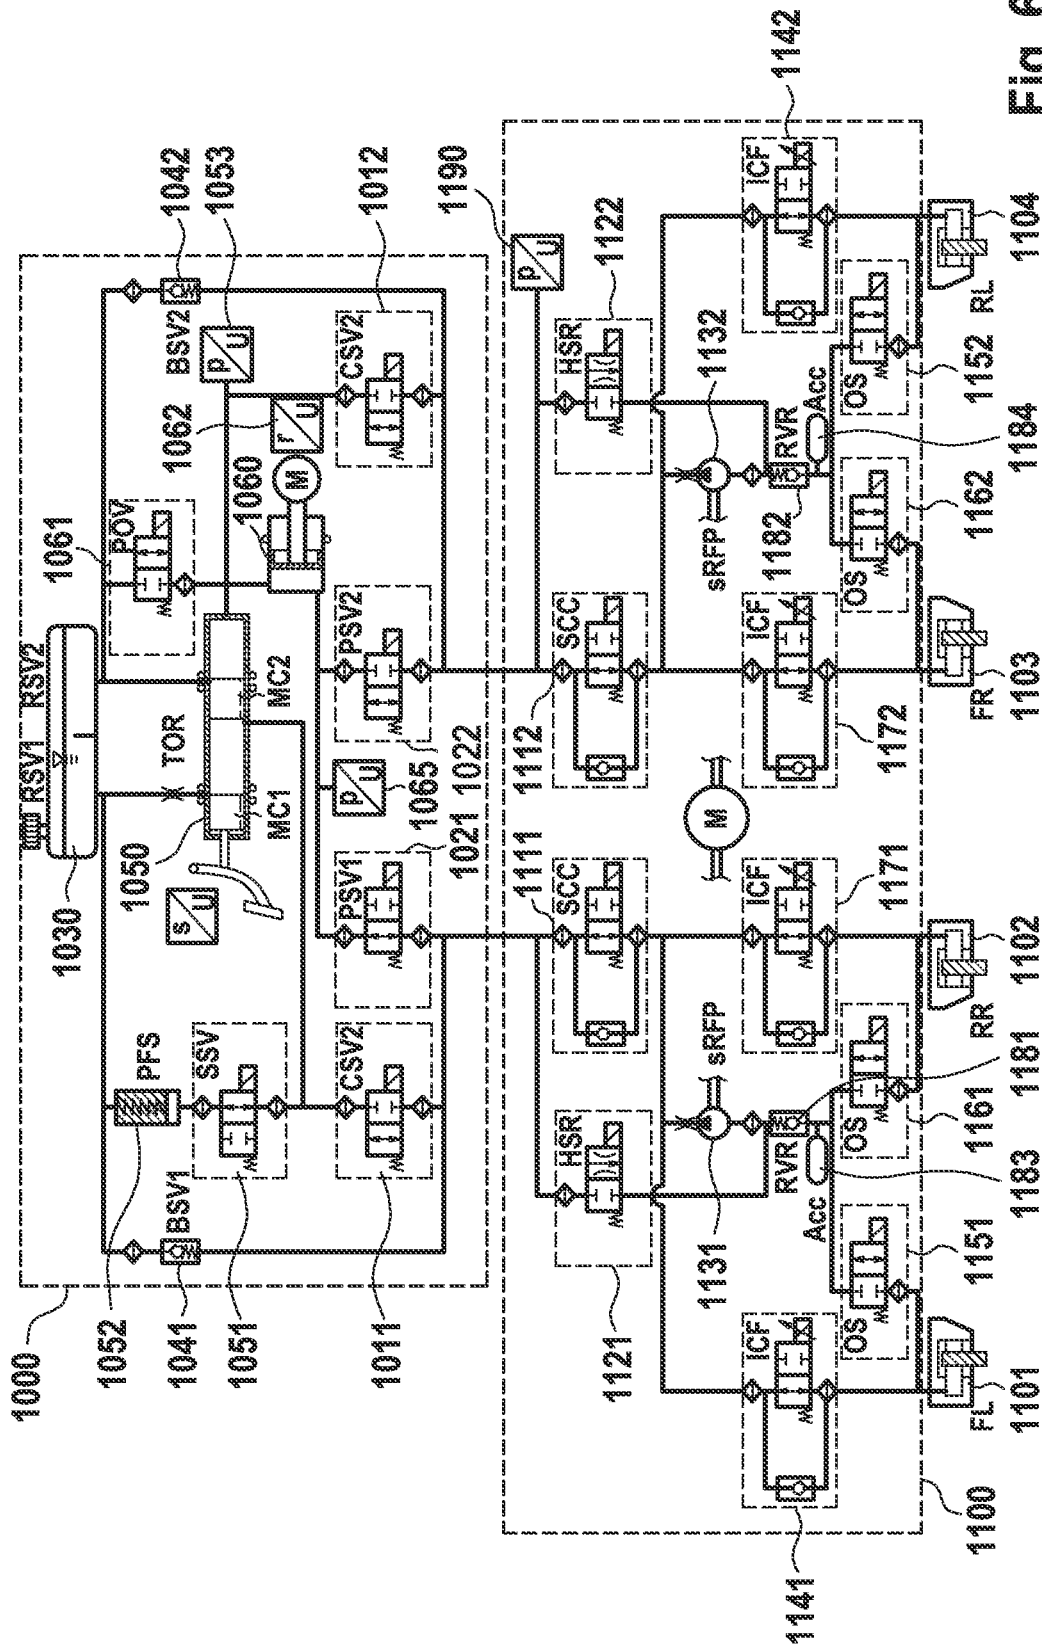 1000
1052
1041
1051
1011
BSV1
PFS
SSV
CSV2
1030
1050
s
U
RSV1
RSV2
TOR
MC1
MC2
1061
POV
1060
M
1062
r
U
BSV2
P
U
1042
1053
1012
CSV2
PSV1
1021
P
U
1065
1022
PSV2
1190
P
U
1111
1112
SCC
SCC
HSR
1121
HSR
1122
1131
sRFP
M
sRFP
1132
1141
ICF
ICF
1171
ICF
1172
ICF
1142
RVR
Acc
RVR
Acc
1182
OS
OS
OS
OS
1151
1183
1161
1181
1162
1184
1152
FL
1101
RR
1102
FR
1103
RL
1104
1100
Fig. 6